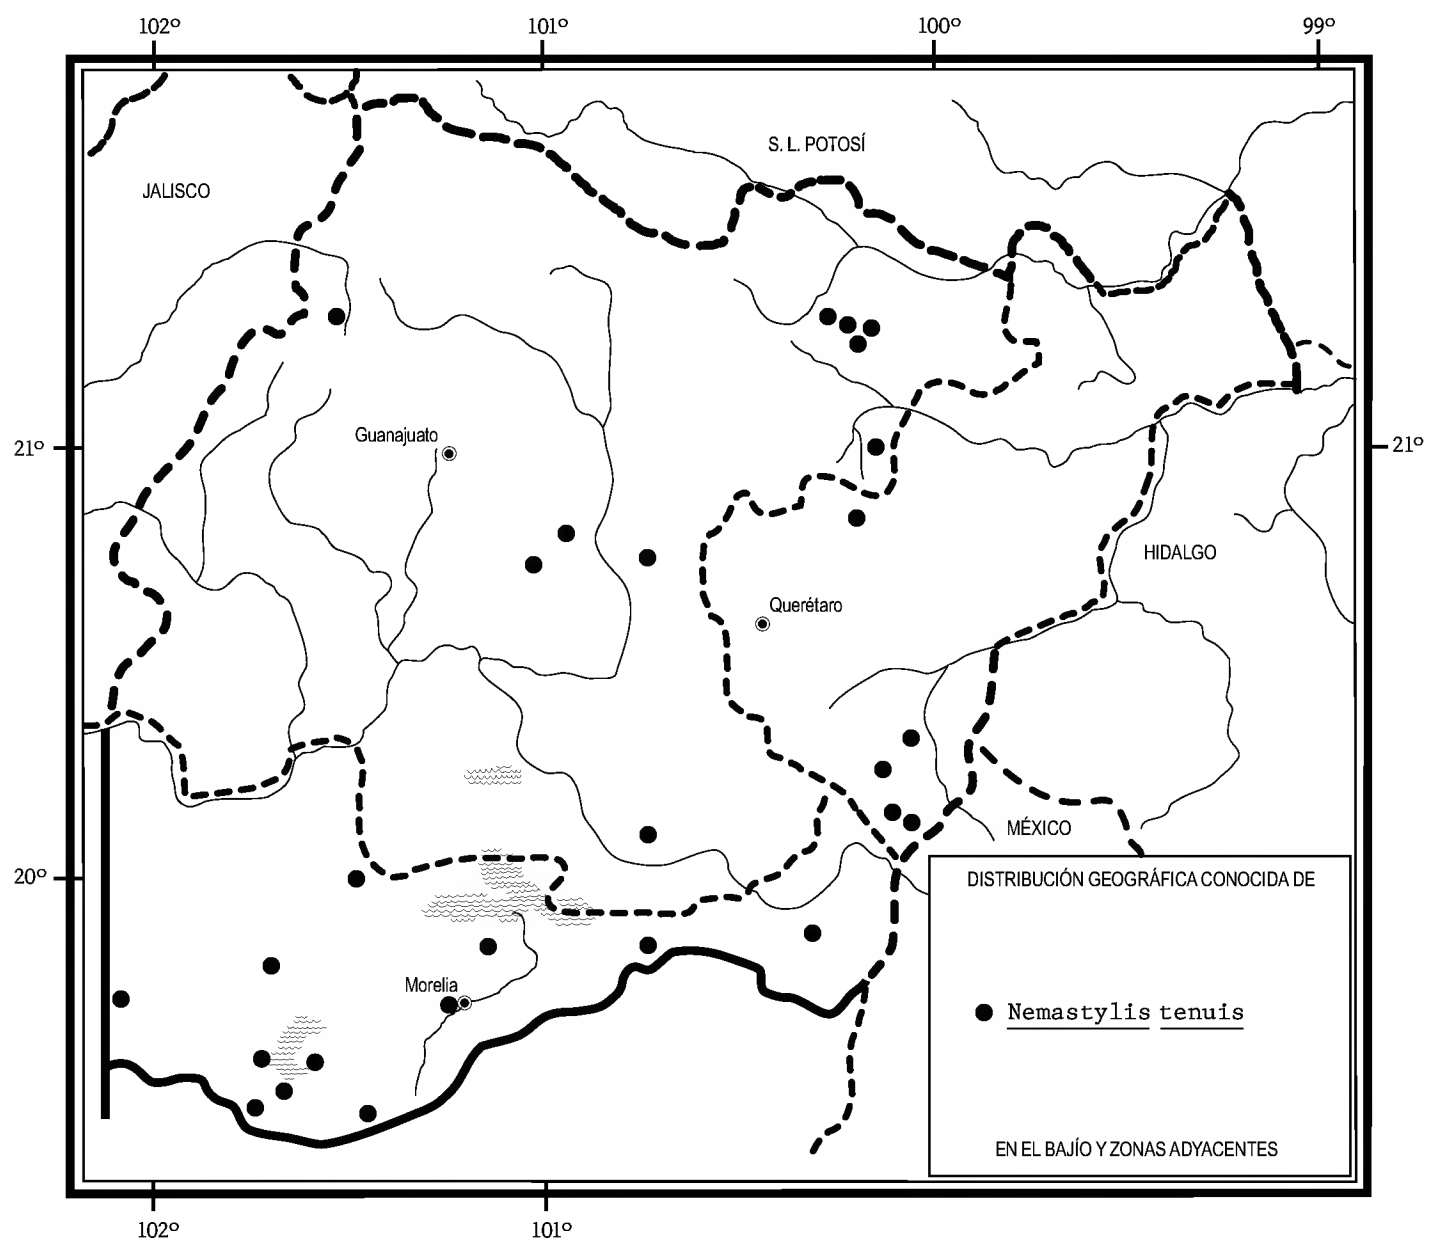 102º 101º 100º 99º
S. L. POTOSÍ
JALISCO
Guanajuato
21º 21º
HIDALGO
Querétaro
MÉXICO
20º
DISTRIBUCIÓN GEOGRÁFICA CONOCIDA DE
Morelia
Nemastylis tenuis
EN EL BAJÍO Y ZONAS ADYACENTES
102º 101º